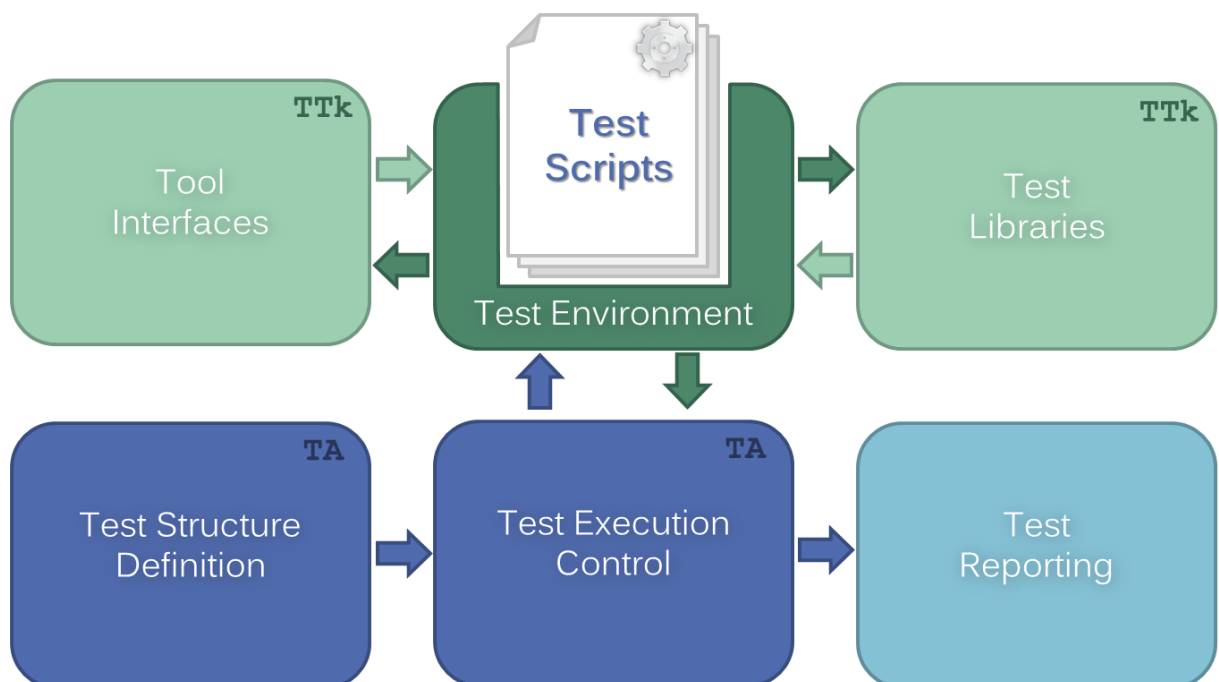 TTk
Tool
Interfaces
Test
Scripts
Test Environment
TTk
Test
Libraries
TA
Test Structure
Definition
TA
Test Execution
Control
Test
Reporting